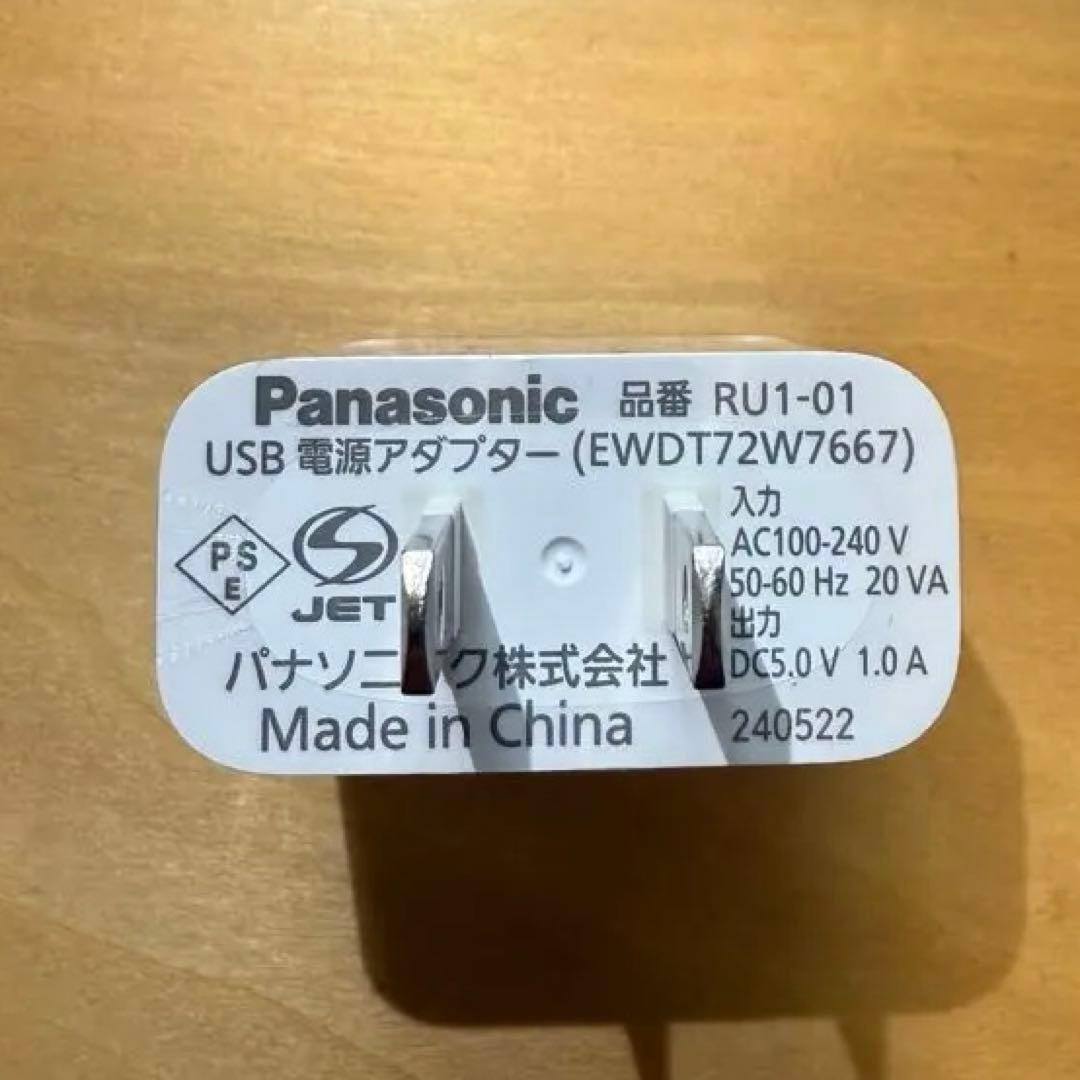 Panasonic 品番 RU1-01
USB 電源アダプター (EWDT72W7667)
PS
E
JET
入力
AC100-240 V
50-60 Hz 20 VA
出力
DC5.0 V 1.0 A
パナソニック株式会社
Made in China
240522